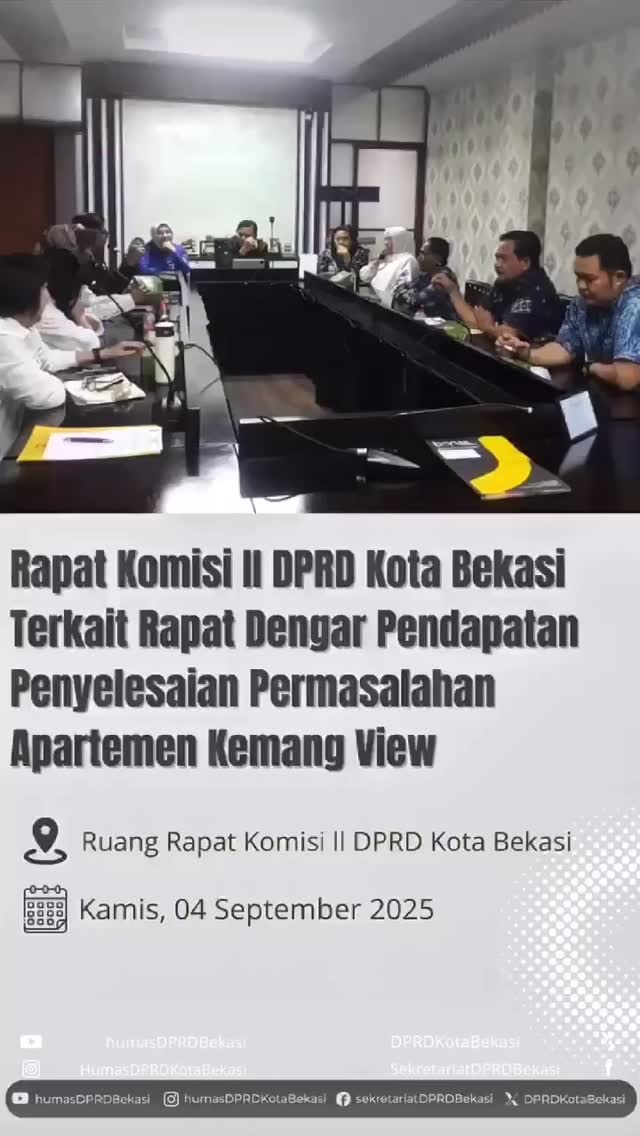 Rapat Komisi II DPRD Kota Bekasi
Terkait Rapat Dengar Pendapatan
Penyelesaian Permasalahan
Apartemen Kemang View
Ruang Rapat Komisi II DPRD Kota Bekasi
Kamis, 04 September 2025
humasDPRDBekasi DPRDKotaBekasi
HumasDPRDKotaBekasi SekretariatDPRDBekasi
humasDPRDBekasi humasDPRDKotaBekasi sekretariatDPRDBekasi DPRDKotaBekasi